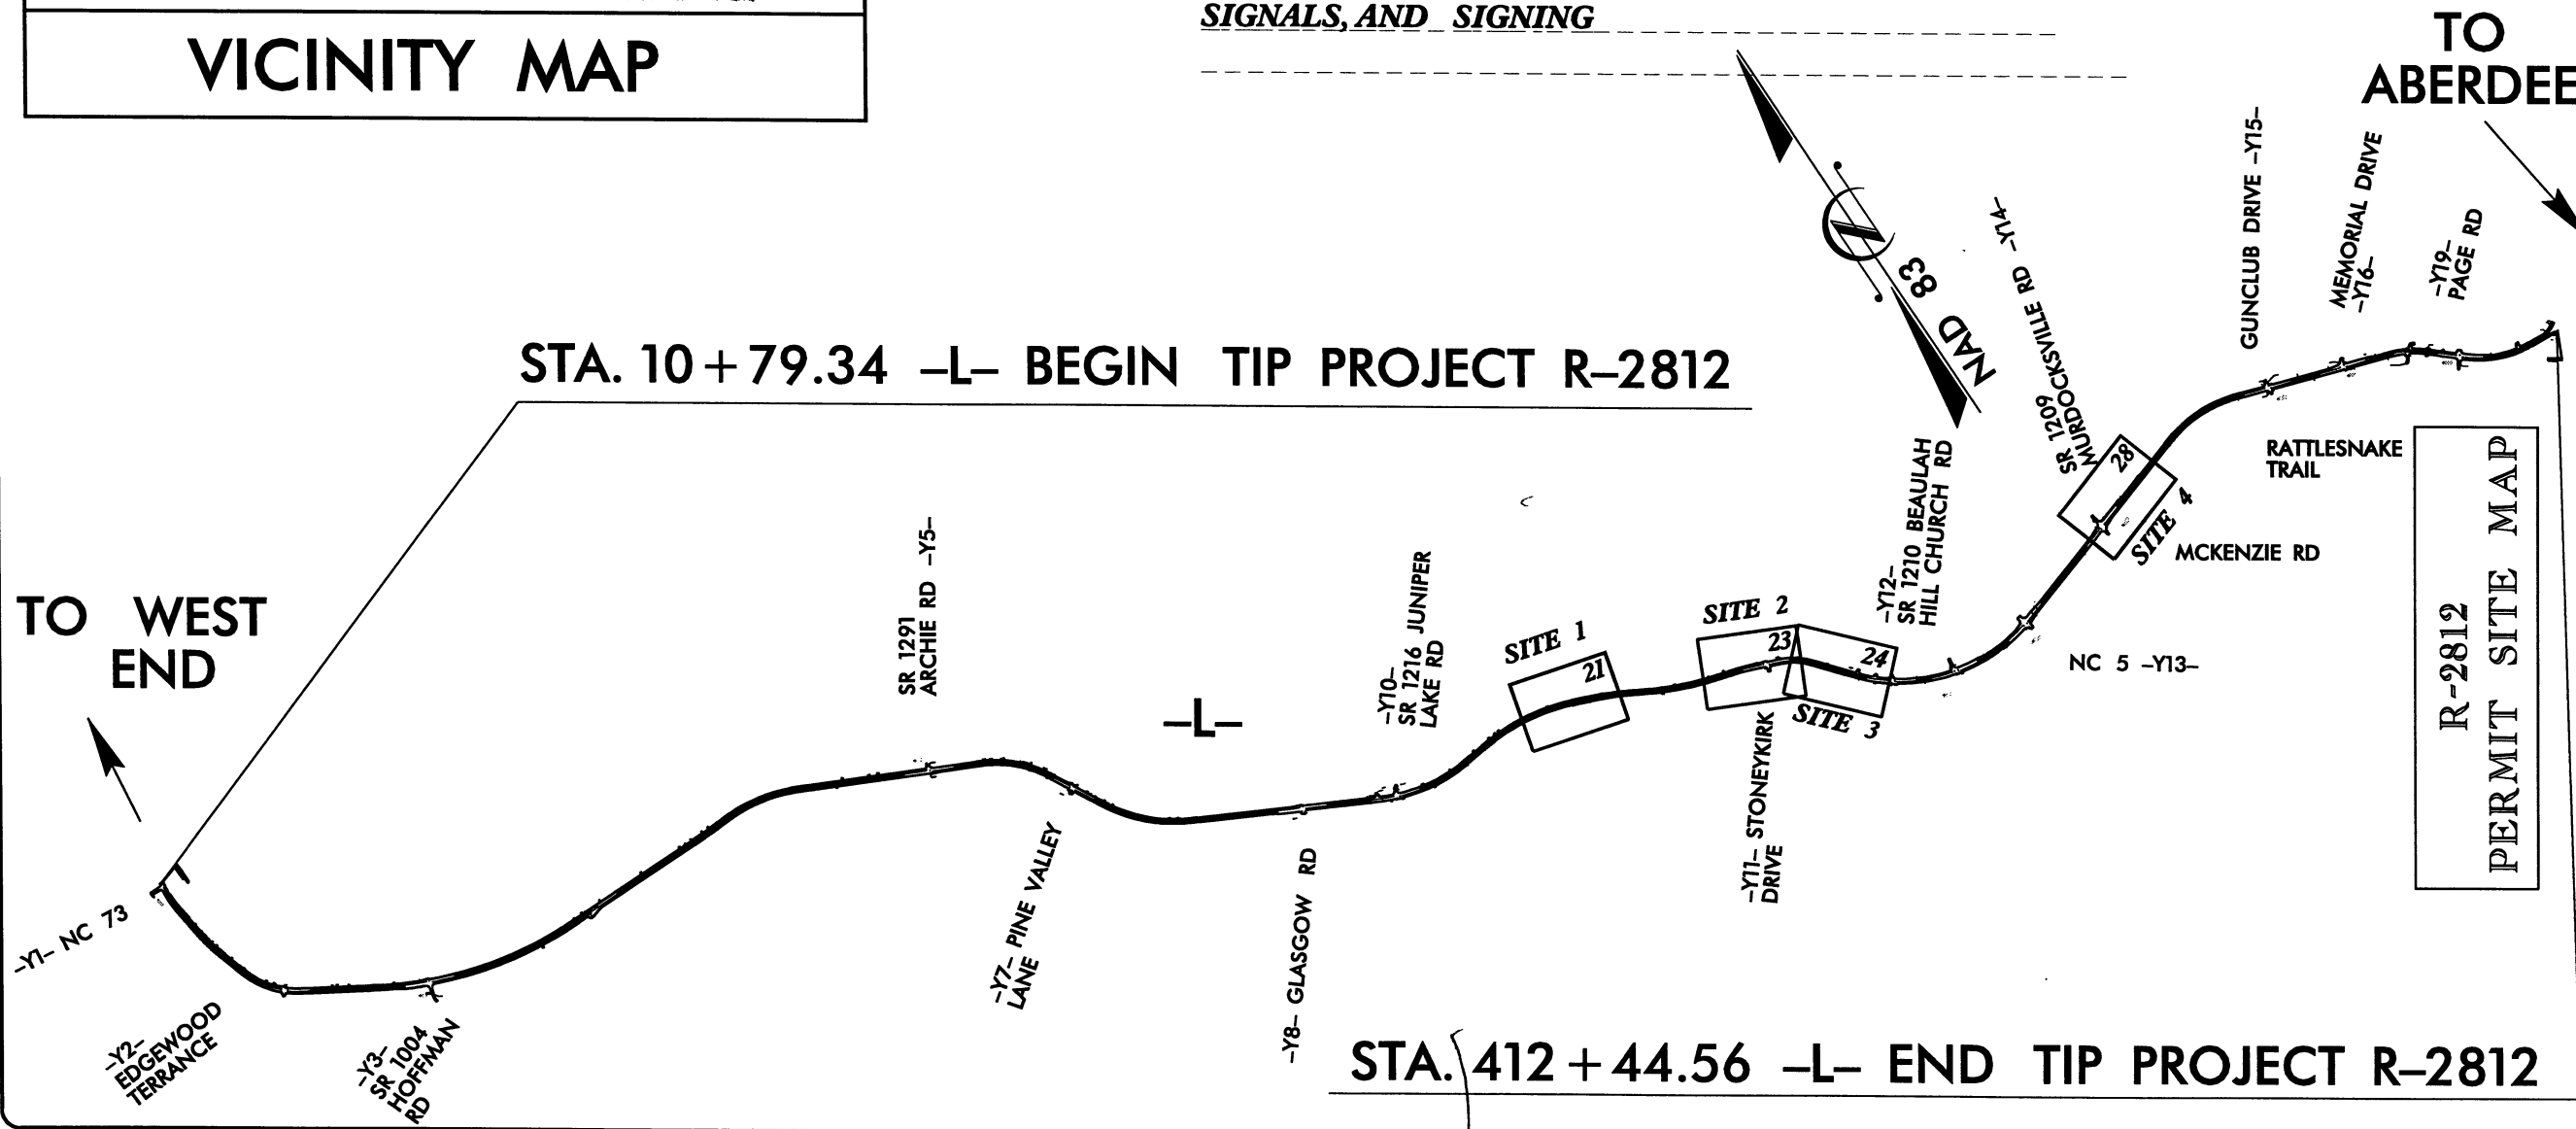 SIGNALS, AND SIGNING
VICINITY MAP
TO
ABERDEE
GUNCLUB DRIVE –Y15–
MEMORIAL DRIVE
–Y16–
–Y19–
PAGE RD
NAD 83
SR 1209
MURDOCKSVILLE RD –Y14–
STA. 10+79.34 –L– BEGIN TIP PROJECT R–2812
RATTLESNAKE
TRAIL
28
SITE 4
MCKENZIE RD
R-2812
PERMIT SITE MAP
–Y12–
SR 1210 BEAULAH
HILL CHURCH RD
SR 1291
ARCHIE RD –Y5–
–Y10–
SR 1216 JUNIPER
LAKE RD
TO WEST
END
SITE 1
21
SITE 2
23
24
SITE 3
NC 5 –Y13–
–L–
–Y11– STONEYKIRK
DRIVE
–Y7– PINE VALLEY
LANE
–Y8– GLASGOW RD
–Y1– NC 73
–Y2–
EDGEWOOD
TERRANCE
–Y3–
SR 1004
HOFFMAN
RD
STA. 412+44.56 –L– END TIP PROJECT R–2812